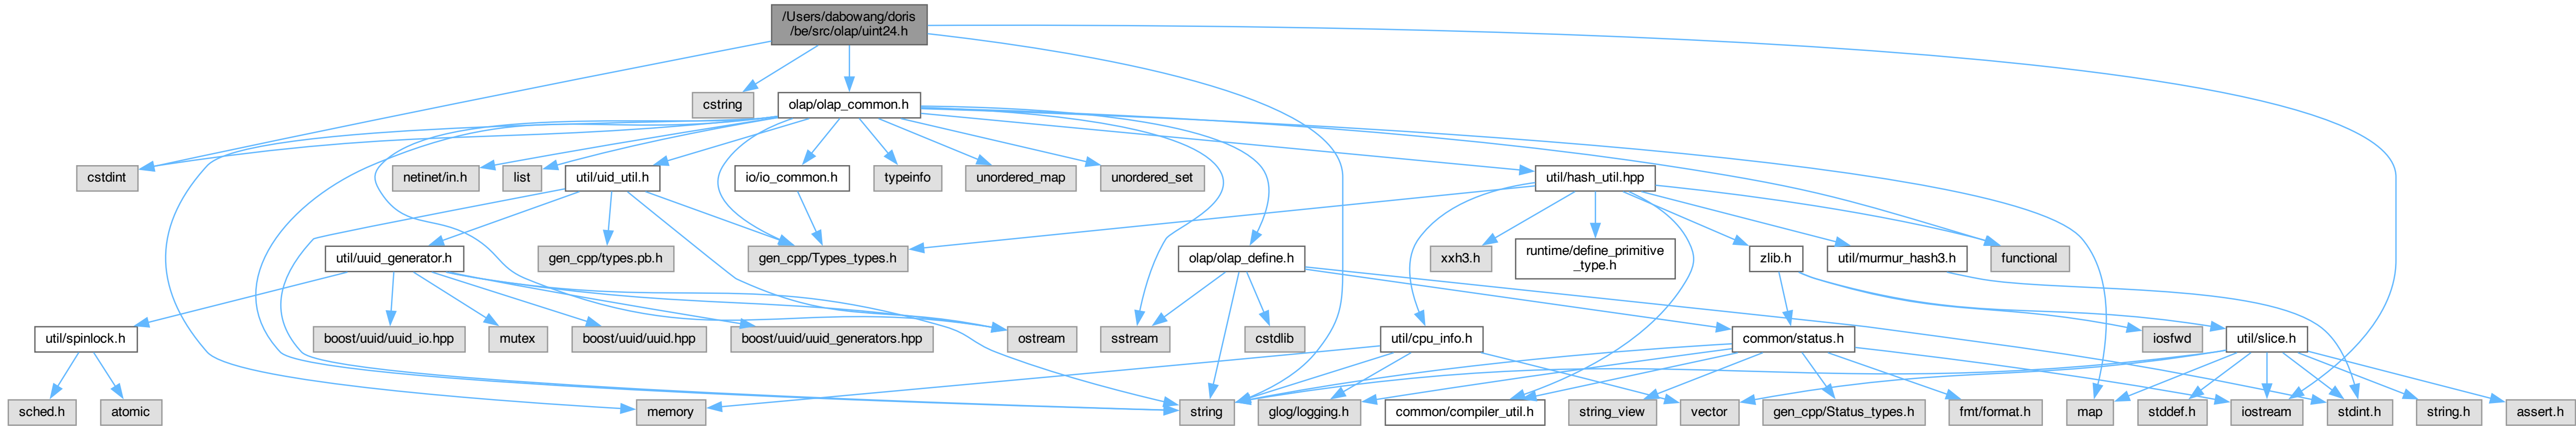 /Users/dabowang/doris
/be/src/olap/uint24.h
cstring
olap/olap_common.h
cstdint
netinet/in.h
list
util/uid_util.h
io/io_common.h
typeinfo
unordered_map
unordered_set
util/hash_util.hpp
util/uuid_generator.h
gen_cpp/types.pb.h
gen_cpp/Types_types.h
olap/olap_define.h
xxh3.h
runtime/define_primitive
_type.h
zlib.h
util/murmur_hash3.h
functional
util/spinlock.h
boost/uuid/uuid_io.hpp
mutex
boost/uuid/uuid.hpp
boost/uuid/uuid_generators.hpp
ostream
sstream
cstdlib
util/cpu_info.h
common/status.h
iosfwd
util/slice.h
sched.h
atomic
memory
string
glog/logging.h
common/compiler_util.h
string_view
vector
gen_cpp/Status_types.h
fmt/format.h
map
stddef.h
iostream
stdint.h
string.h
assert.h